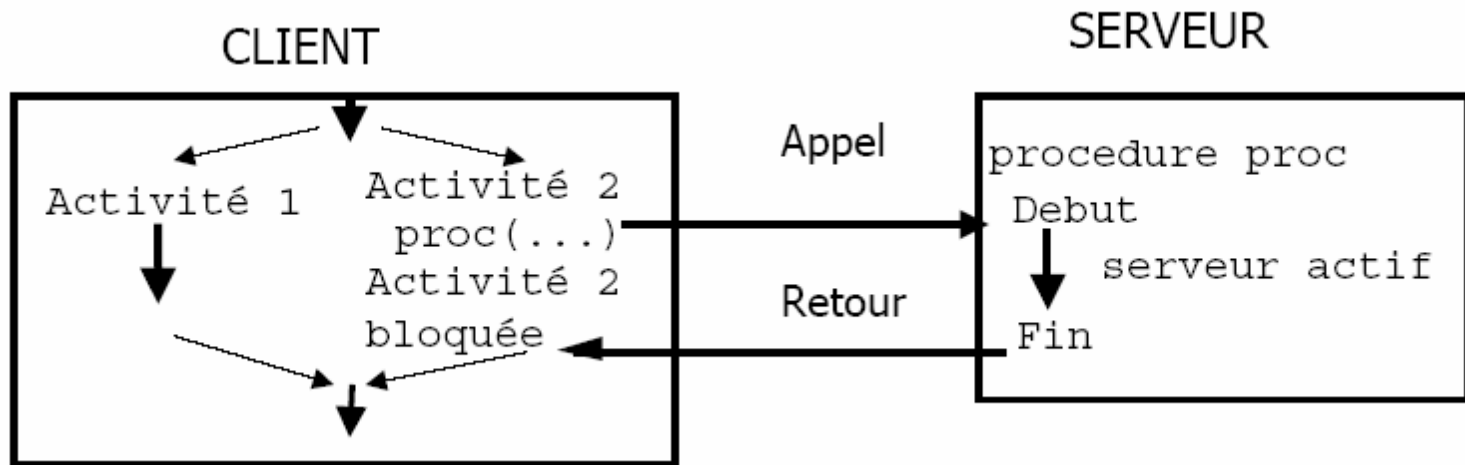 CLIENT
SERVEUR
Activité 1
Activité 2
proc(...)
Activité 2
bloquée
Appel
Retour
procedure proc
Debut
serveur actif
Fin